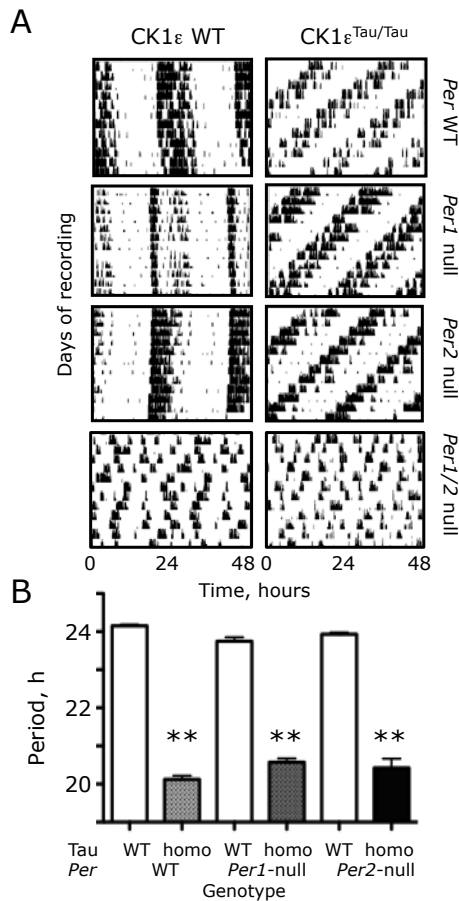 A
CK1ε WT
CK1ε^Tau/Tau
Per WT
Per1 null
Per2 null
Per1/2 null
Days of recording
0 24 48 0 24 48
Time, hours
B
Period, h
24
22
20
** ** **
Tau WT homo WT homo WT homo
Per WT Per1-null Per2-null
Genotype